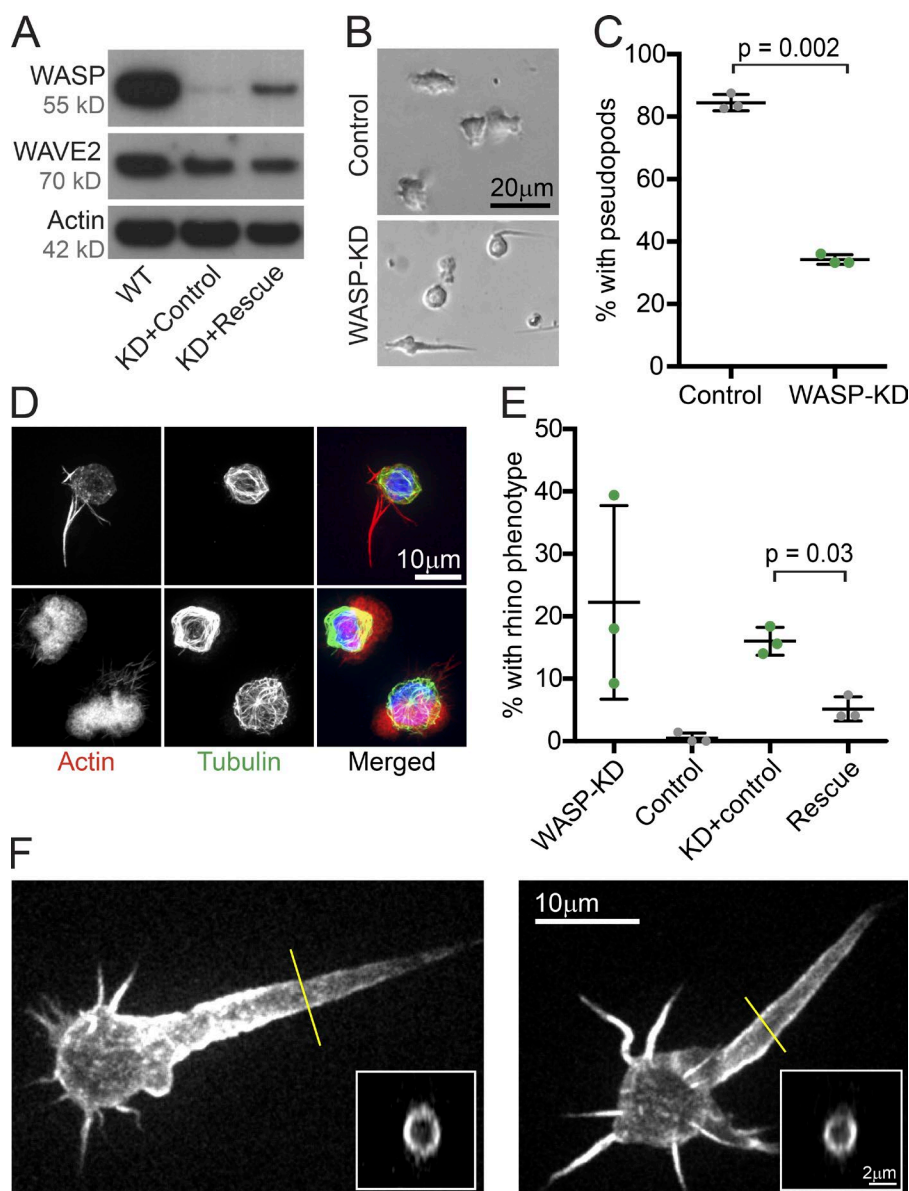 A
WASP
55 kD
WAVE2
70 kD
Actin
42 kD
WT
KD+Control
KD+Rescue
B
Control
20μm
WASP-KD
C
p = 0.002
% with pseudopods
100
80
60
40
20
0
Control
WASP-KD
D
10μm
Actin
Tubulin
Merged
E
p = 0.03
% with rhino phenotype
50
40
30
20
10
0
WASP-KD
Control
KD+control
Rescue
F
10μm
2μm